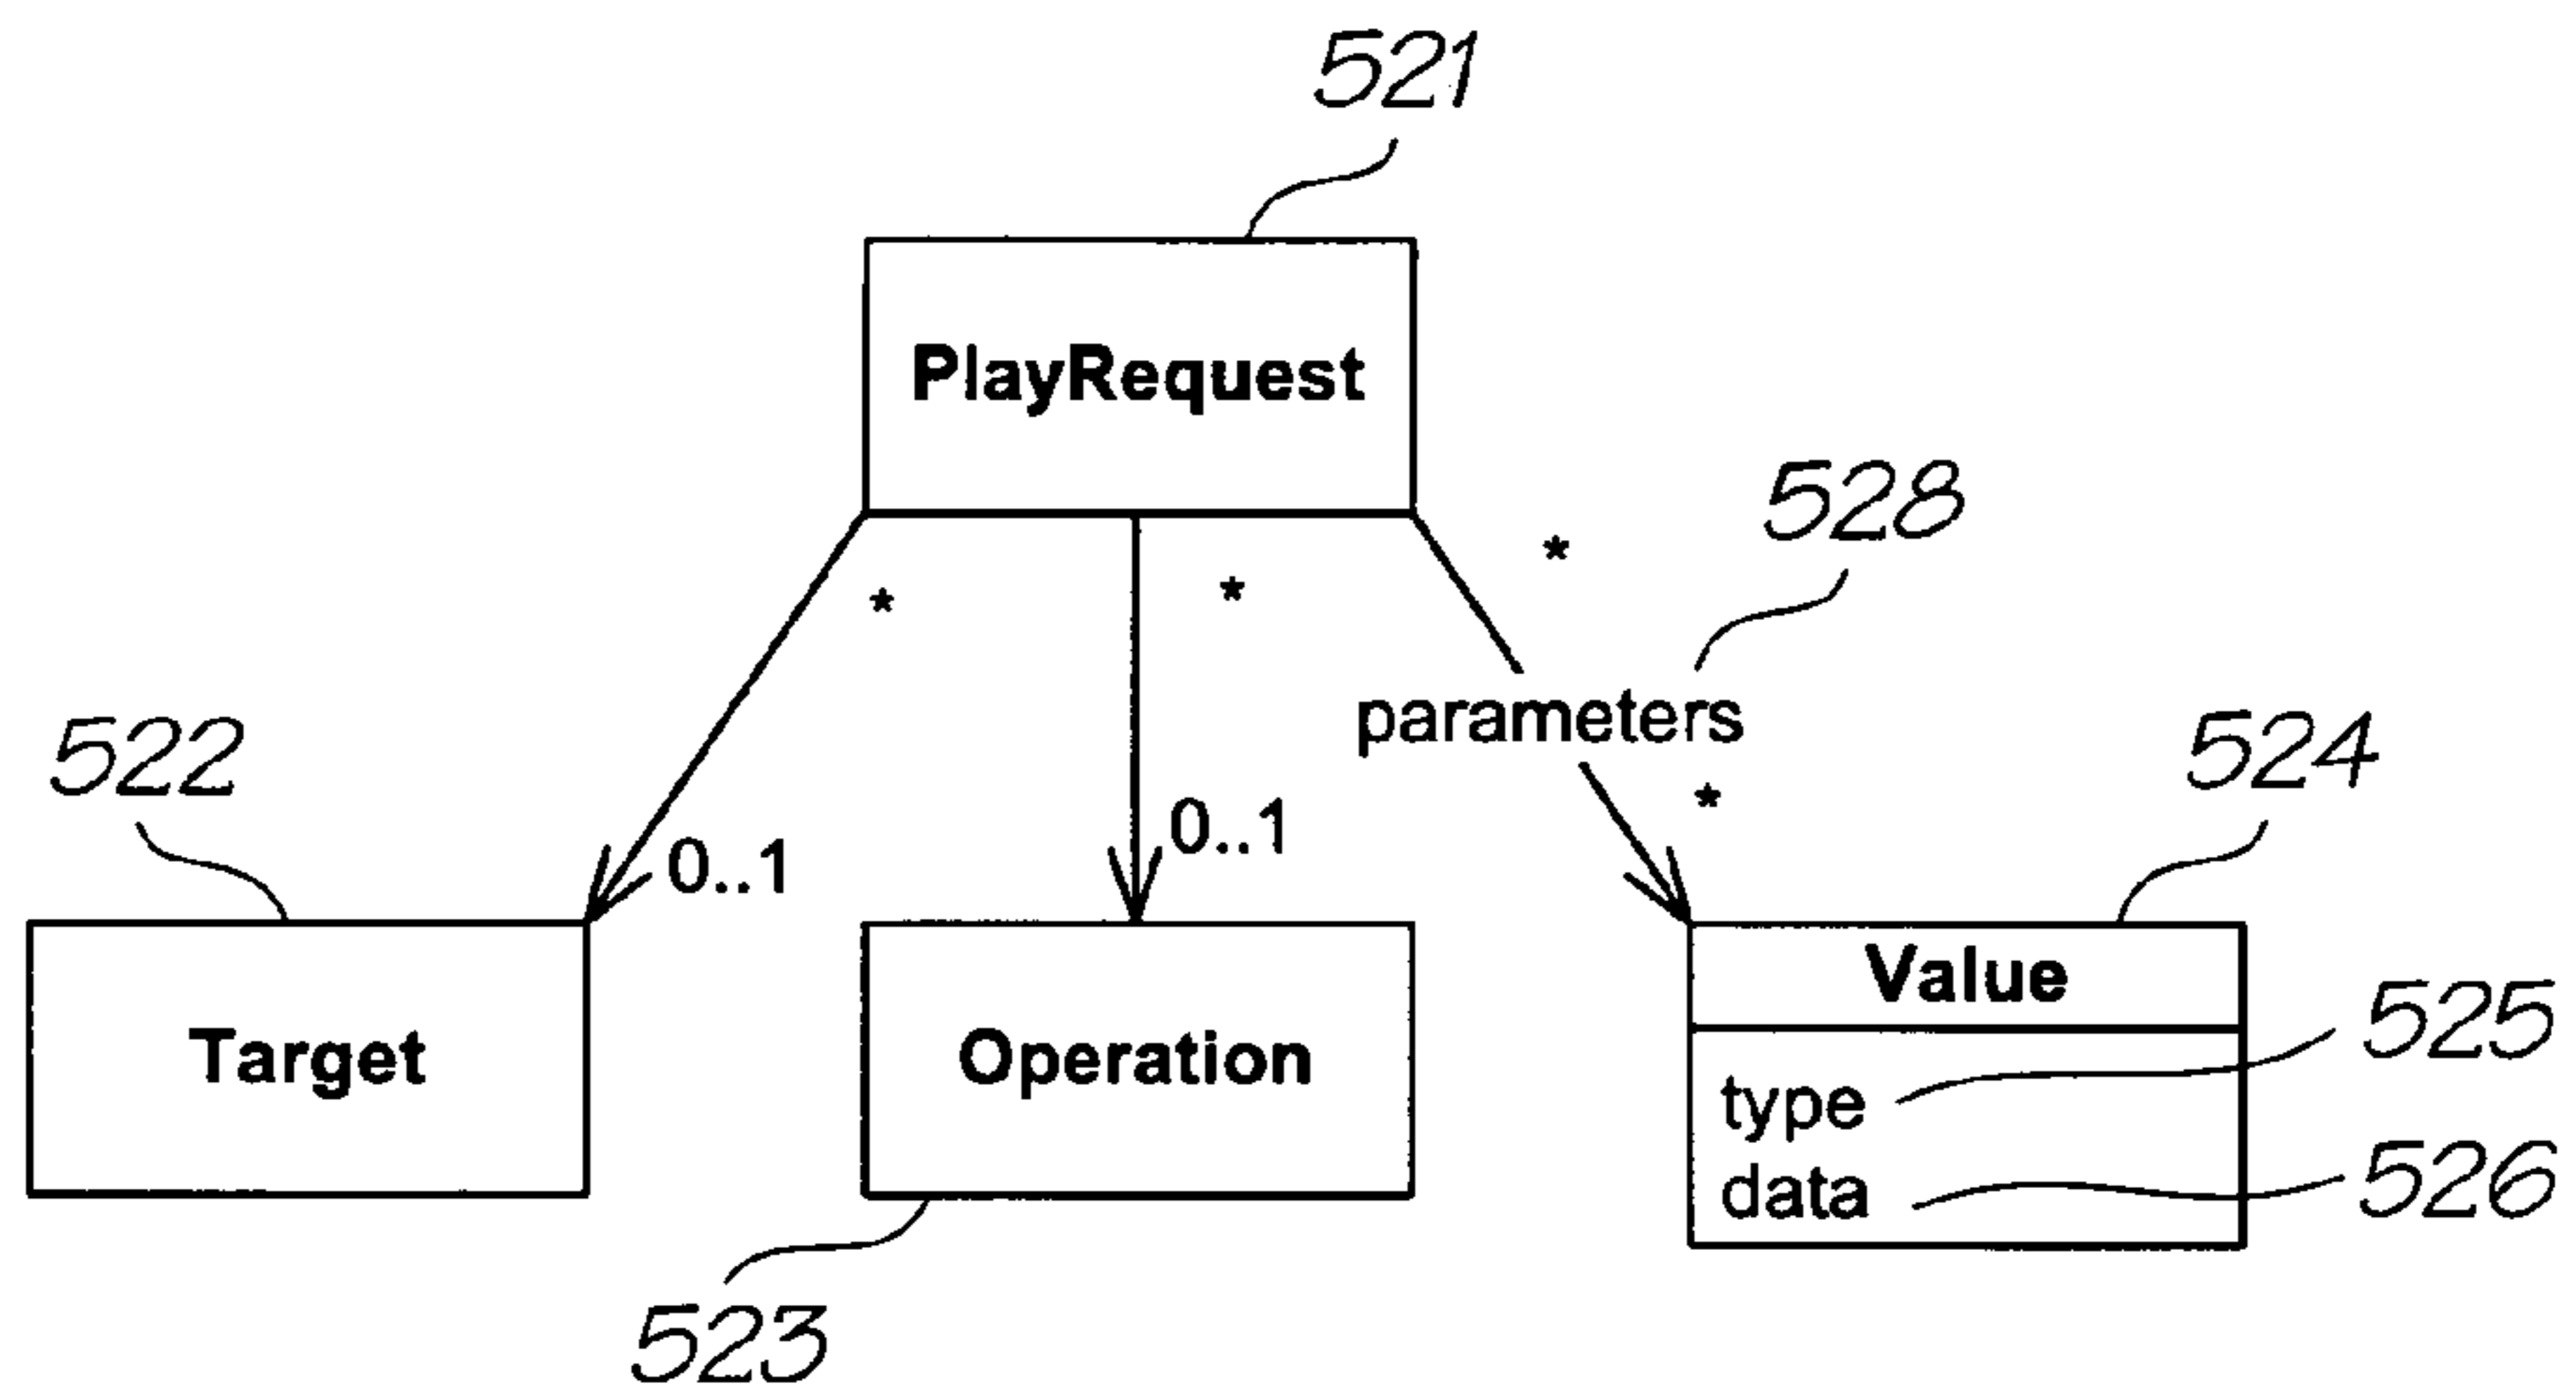 521
PlayRequest
528
*
*
*
parameters
522
524
*
0..1
0..1
Value
525
Target
Operation
type
data
526
523